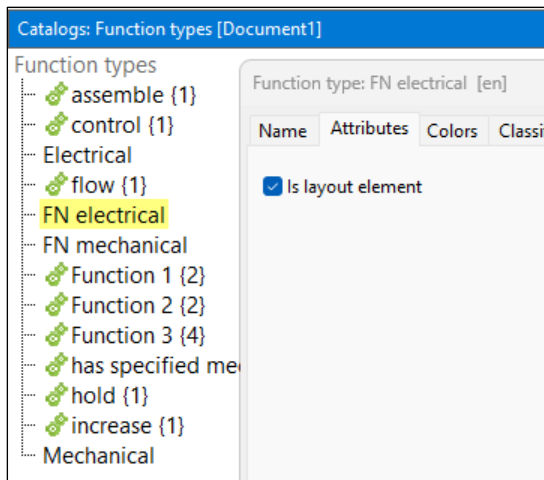 Catalogs: Function types [Document1]
Function types
assemble {1}
control {1}
Electrical
flow {1}
FN electrical
FN mechanical
Function 1 {2}
Function 2 {2}
Function 3 {4}
has specified me
hold {1}
increase {1}
Mechanical
Function type: FN electrical [en]
Name Attributes Colors Classi
Is layout element